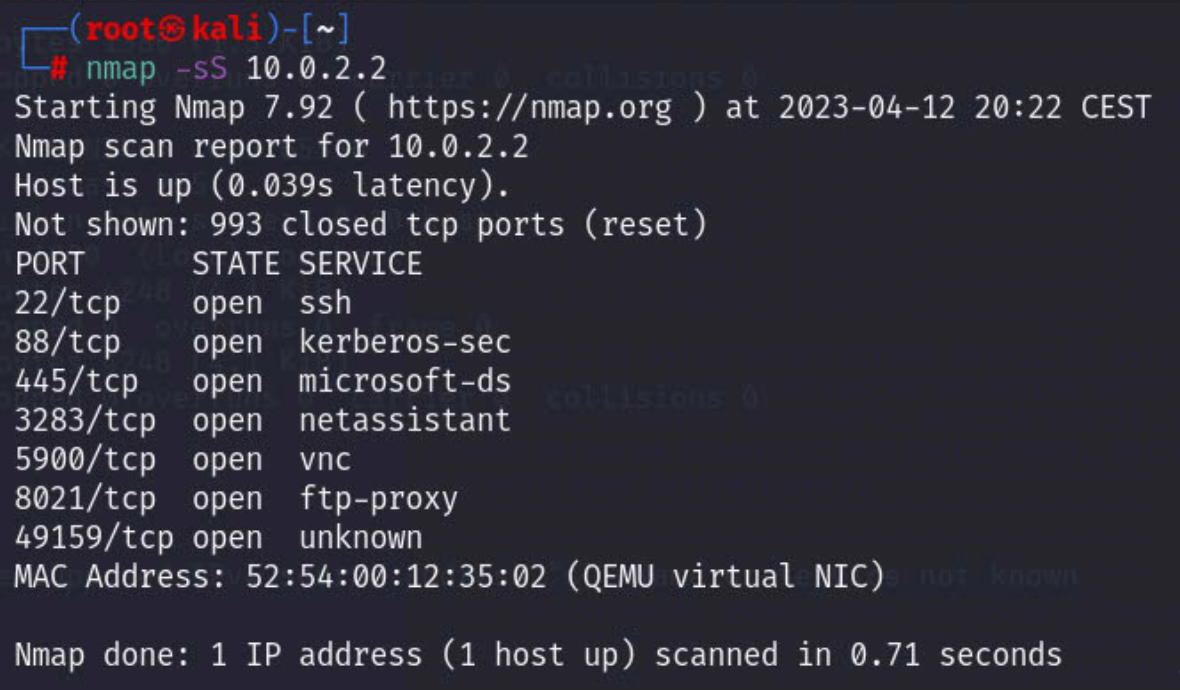 ┌──(root㉿kali)-[~]
└─# nmap -sS 10.0.2.2
Starting Nmap 7.92 ( https://nmap.org ) at 2023-04-12 20:22 CEST
Nmap scan report for 10.0.2.2
Host is up (0.039s latency).
Not shown: 993 closed tcp ports (reset)
PORT      STATE SERVICE
22/tcp    open  ssh
88/tcp    open  kerberos-sec
445/tcp   open  microsoft-ds
3283/tcp  open  netassistant
5900/tcp  open  vnc
8021/tcp  open  ftp-proxy
49159/tcp open  unknown
MAC Address: 52:54:00:12:35:02 (QEMU virtual NIC)
Nmap done: 1 IP address (1 host up) scanned in 0.71 seconds